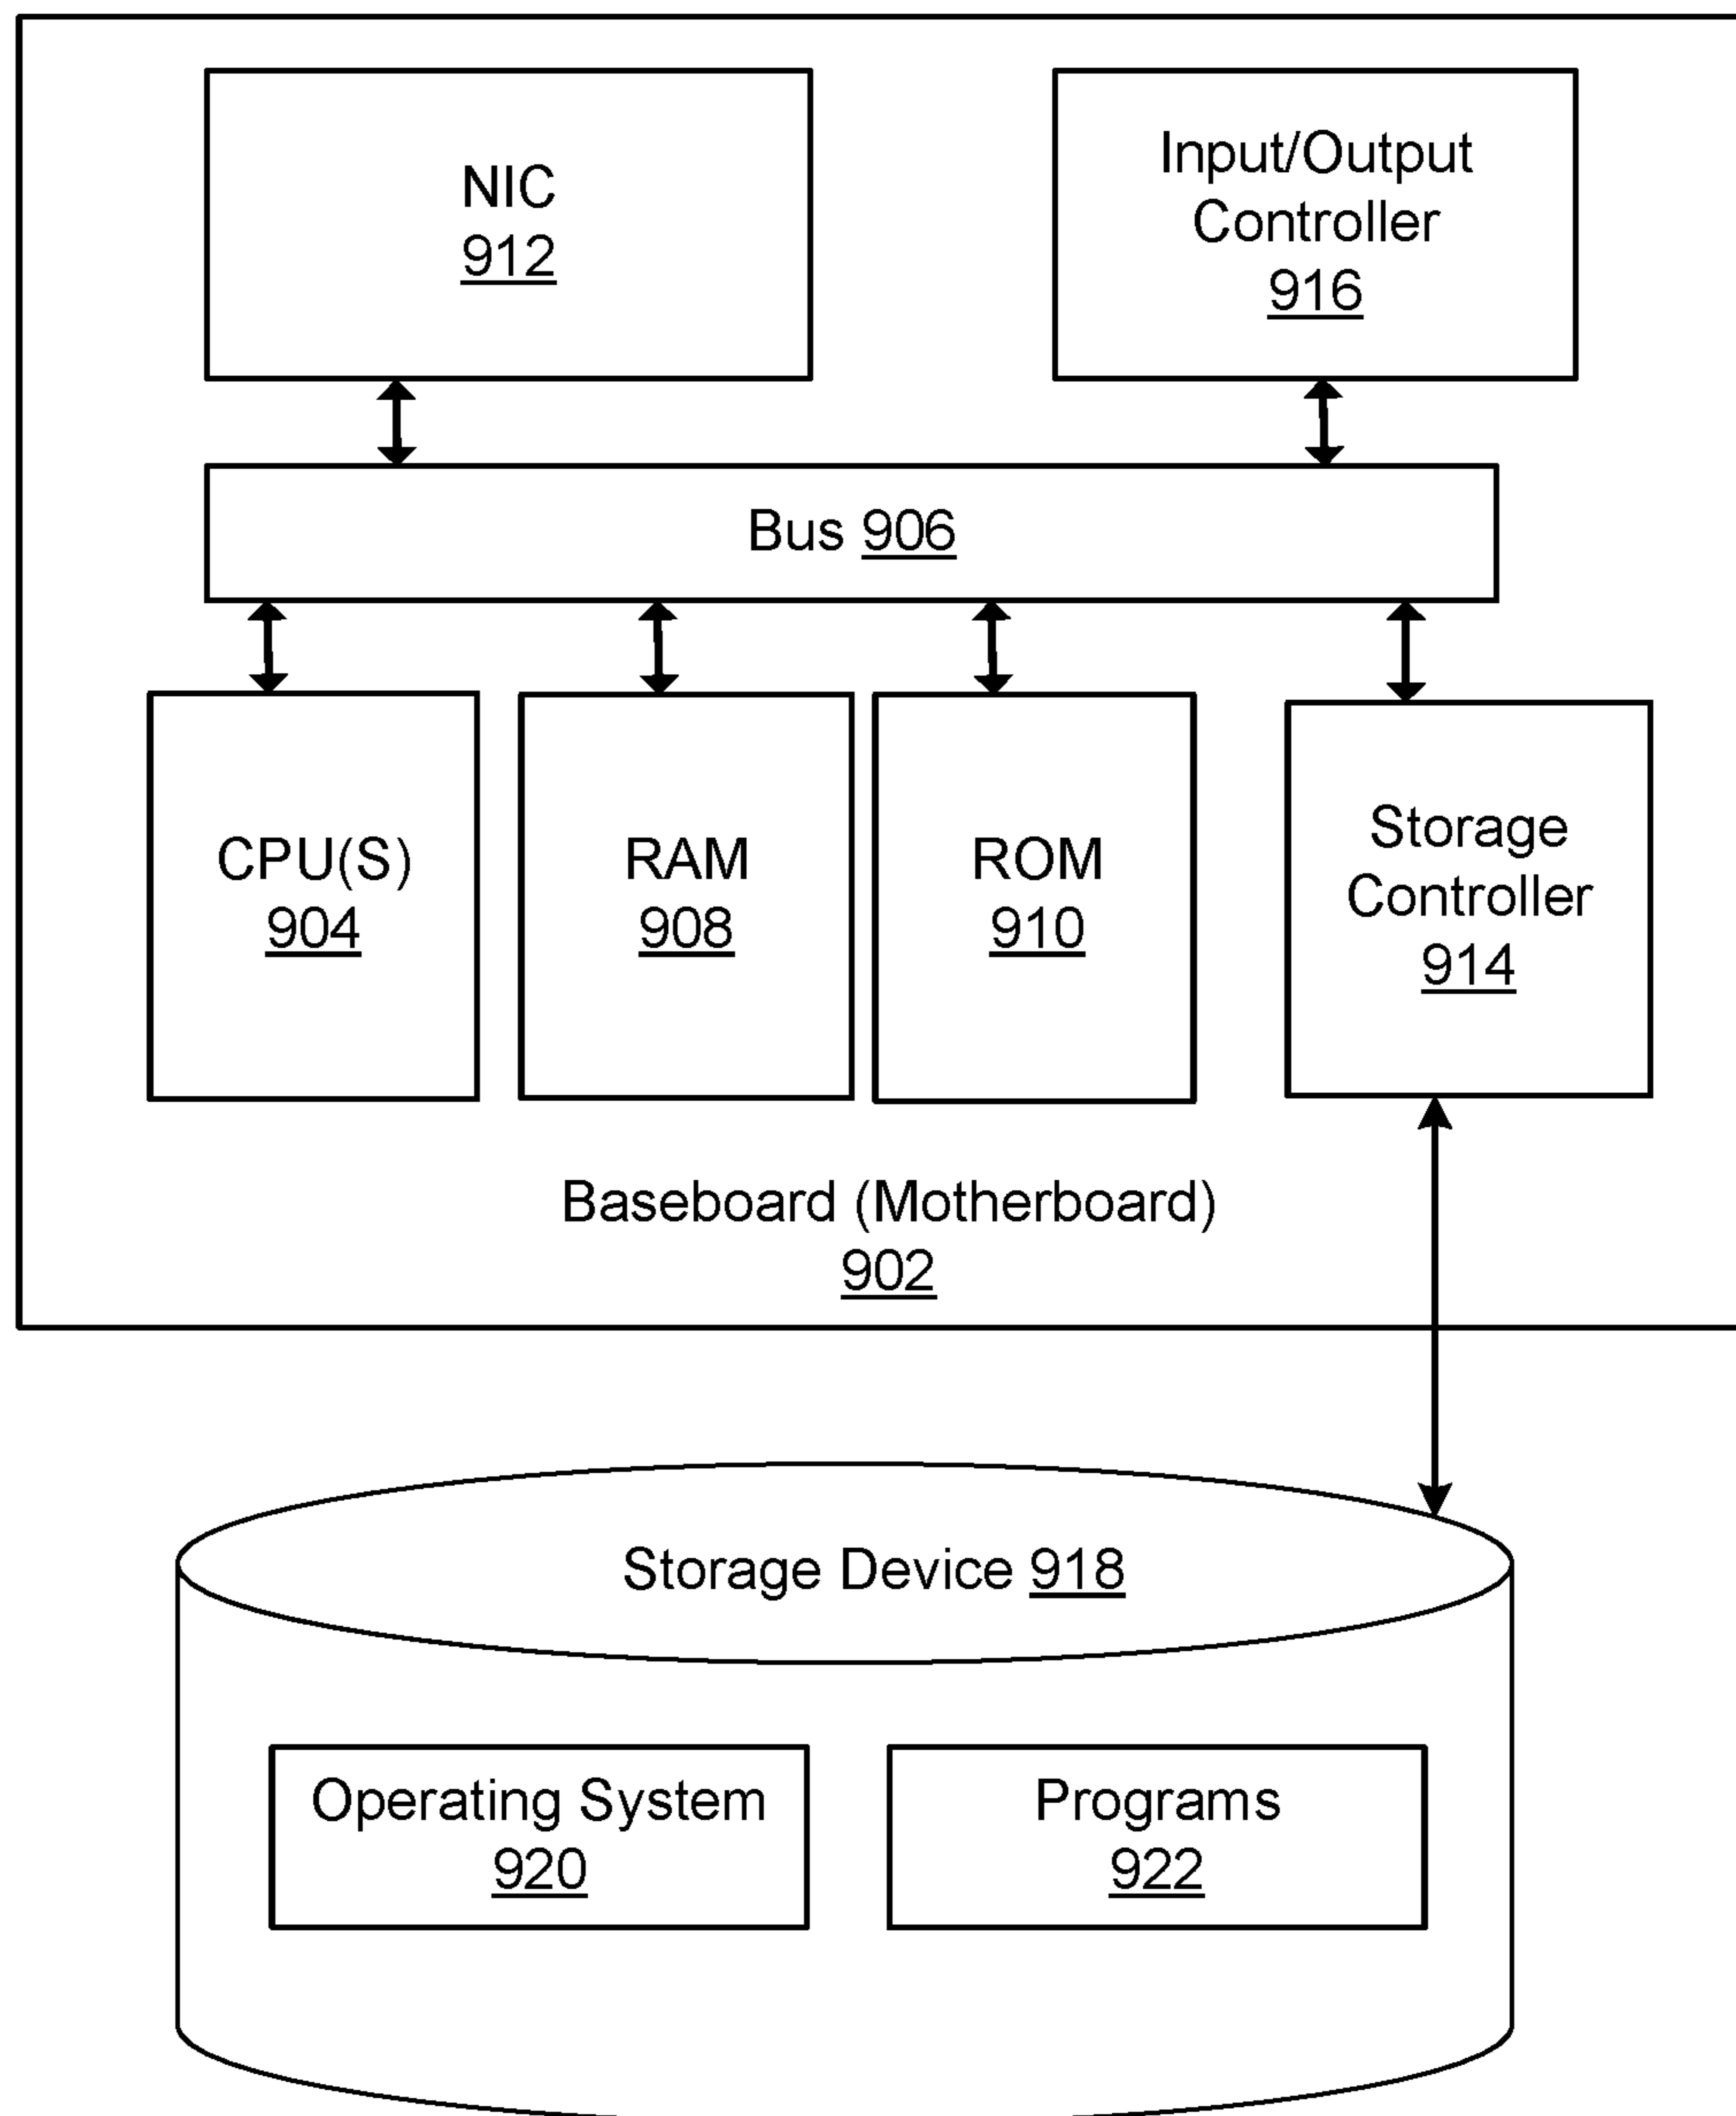 NIC
912
Input/Output
Controller
916
Bus 906
CPU(S)
904
RAM
908
ROM
910
Storage
Controller
914
Baseboard (Motherboard)
902
Storage Device 918
Operating System
920
Programs
922